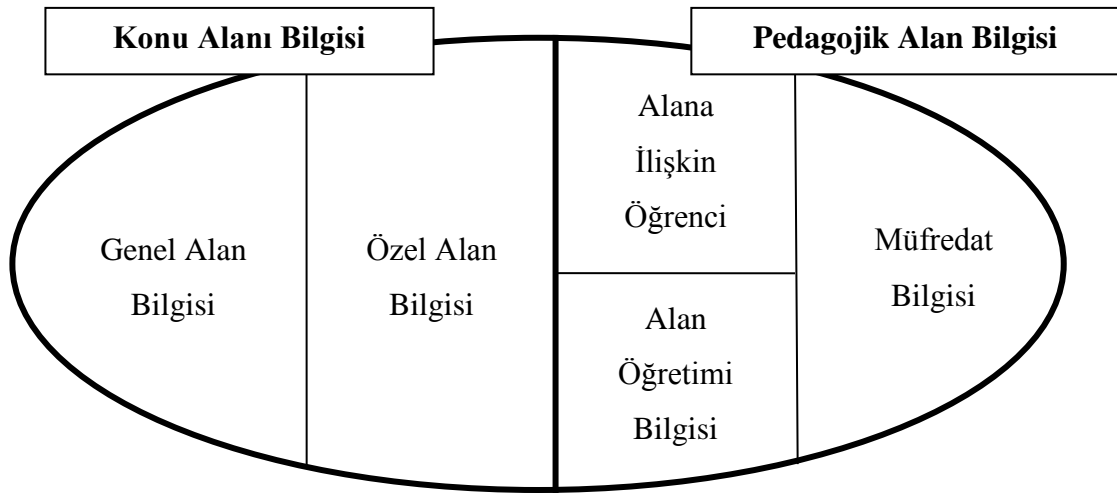 Konu Alanı Bilgisi
Pedagojik Alan Bilgisi
Genel Alan
Bilgisi
Özel Alan
Bilgisi
Alana
İlişkin
Öğrenci
Alan
Öğretimi
Bilgisi
Müfredat
Bilgisi